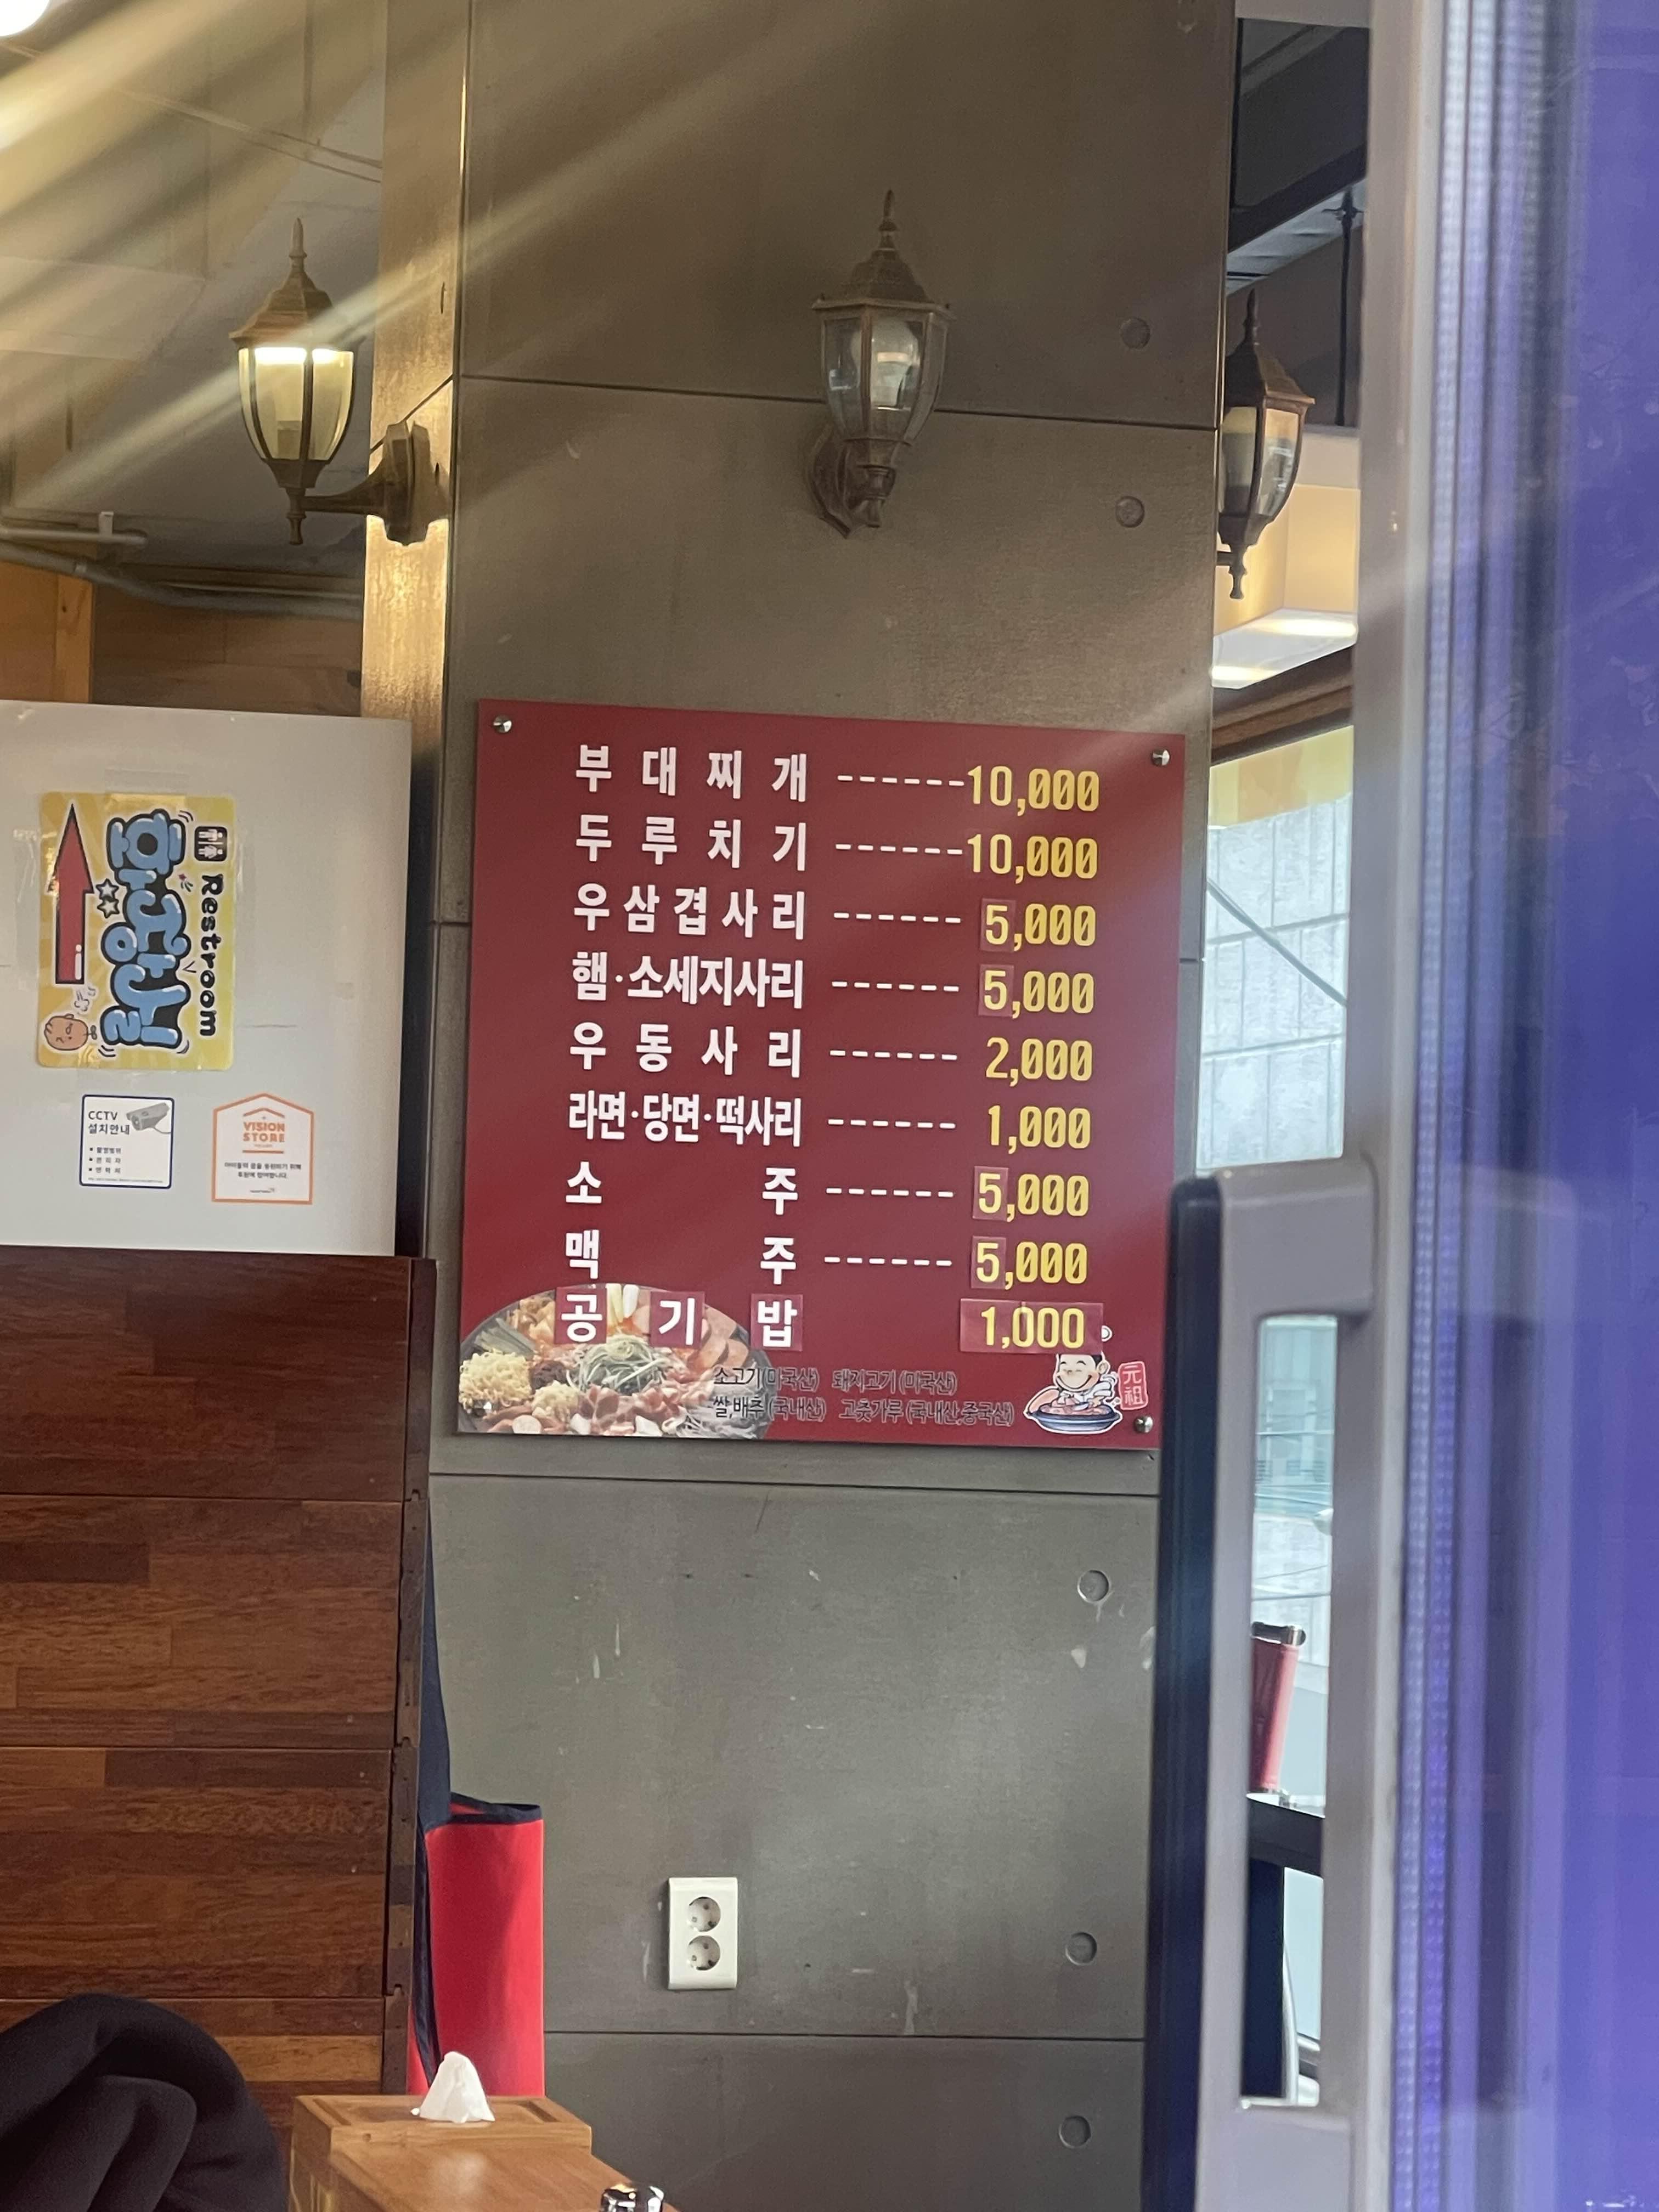 부대찌개 ------10,000
두루치기 ------10,000
우삼겹사리 ------ 5,000
햄·소세지사리 ------ 5,000
우동사리 ------ 2,000
라면·당면·떡사리 ------ 1,000
소주 ------ 5,000
맥주 ------ 5,000
공기밥 1,000
소고기(미국산) 돼지고기(미국산)
쌀,배추(국내산) 고춧가루(국내산,중국산)
元祖
Restroom
화장실
CCTV
설치안내
VISION
STORE